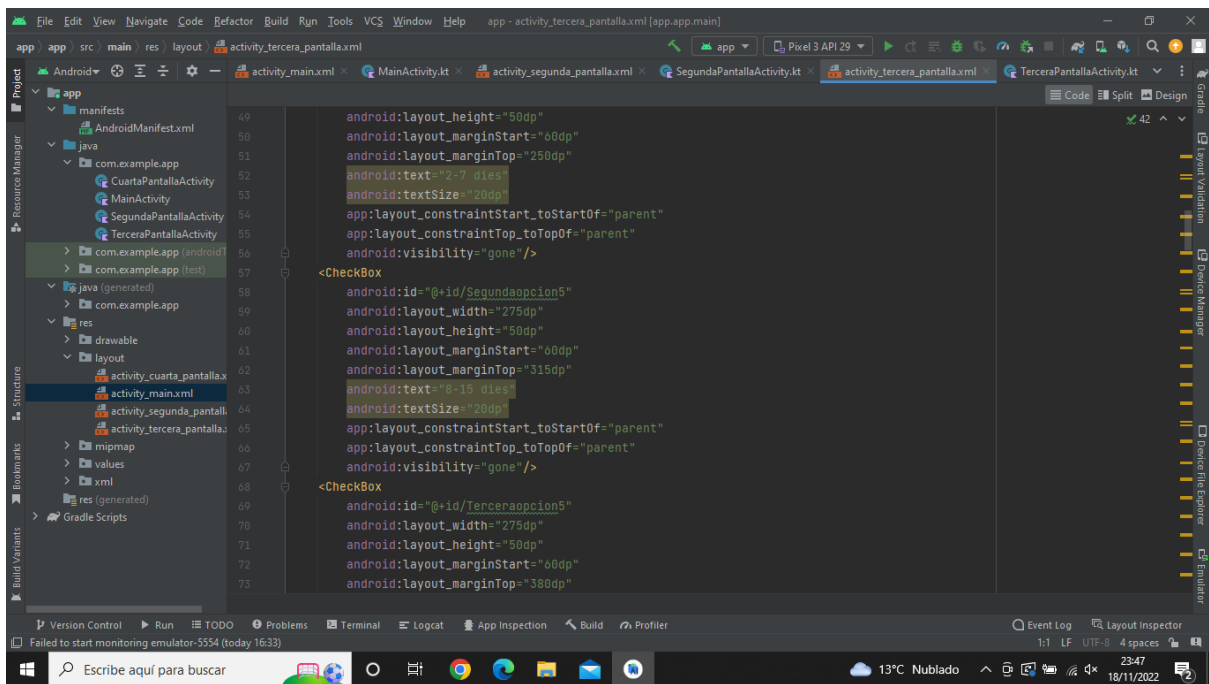 File Edit View Navigate Code Refactor Build Run Tools VCS Window Help app - activity_tercera_pantalla.xml [app.app.main]
app app src main res layout activity_tercera_pantalla.xml
app Pixel 3 API 29
Android
activity_main.xml MainActivity.kt activity_segunda_pantalla.xml SegundaPantallaActivity.kt activity_tercera_pantalla.xml TerceraPantallaActivity.kt
Code Split Design
42
Project
Resource Manager
Structure
Bookmarks
Build Variants
app
manifests
AndroidManifest.xml
java
com.example.app
CuartaPantallaActivity
MainActivity
SegundaPantallaActivity
TerceraPantallaActivity
com.example.app (androidT
com.example.app (test)
java (generated)
com.example.app
res
drawable
layout
activity_cuarta_pantalla.x
activity_main.xml
activity_segunda_pantall
activity_tercera_pantalla.
mipmap
values
xml
res (generated)
Gradle Scripts
49 android:layout_height="50dp"
50 android:layout_marginStart="60dp"
51 android:layout_marginTop="250dp"
52 android:text="2-7 dies"
53 android:textSize="20dp"
54 app:layout_constraintStart_toStartOf="parent"
55 app:layout_constraintTop_toTopOf="parent"
56 android:visibility="gone"/>
57 <CheckBox
58 android:id="@+id/Segundaopcion5"
59 android:layout_width="275dp"
60 android:layout_height="50dp"
61 android:layout_marginStart="60dp"
62 android:layout_marginTop="315dp"
63 android:text="8-15 dies"
64 android:textSize="20dp"
65 app:layout_constraintStart_toStartOf="parent"
66 app:layout_constraintTop_toTopOf="parent"
67 android:visibility="gone"/>
68 <CheckBox
69 android:id="@+id/Terceraopcion5"
70 android:layout_width="275dp"
71 android:layout_height="50dp"
72 android:layout_marginStart="60dp"
73 android:layout_marginTop="380dp"
Gradle
Layout Validation
Device Manager
Device File Explorer
Emulator
Version Control Run TODO Problems Terminal Logcat App Inspection Build Profiler Event Log Layout Inspector
Failed to start monitoring emulator-5554 (today 16:33) 1:1 LF UTF-8 4 spaces
Escribe aquí para buscar
13°C Nublado
23:47
18/11/2022
2